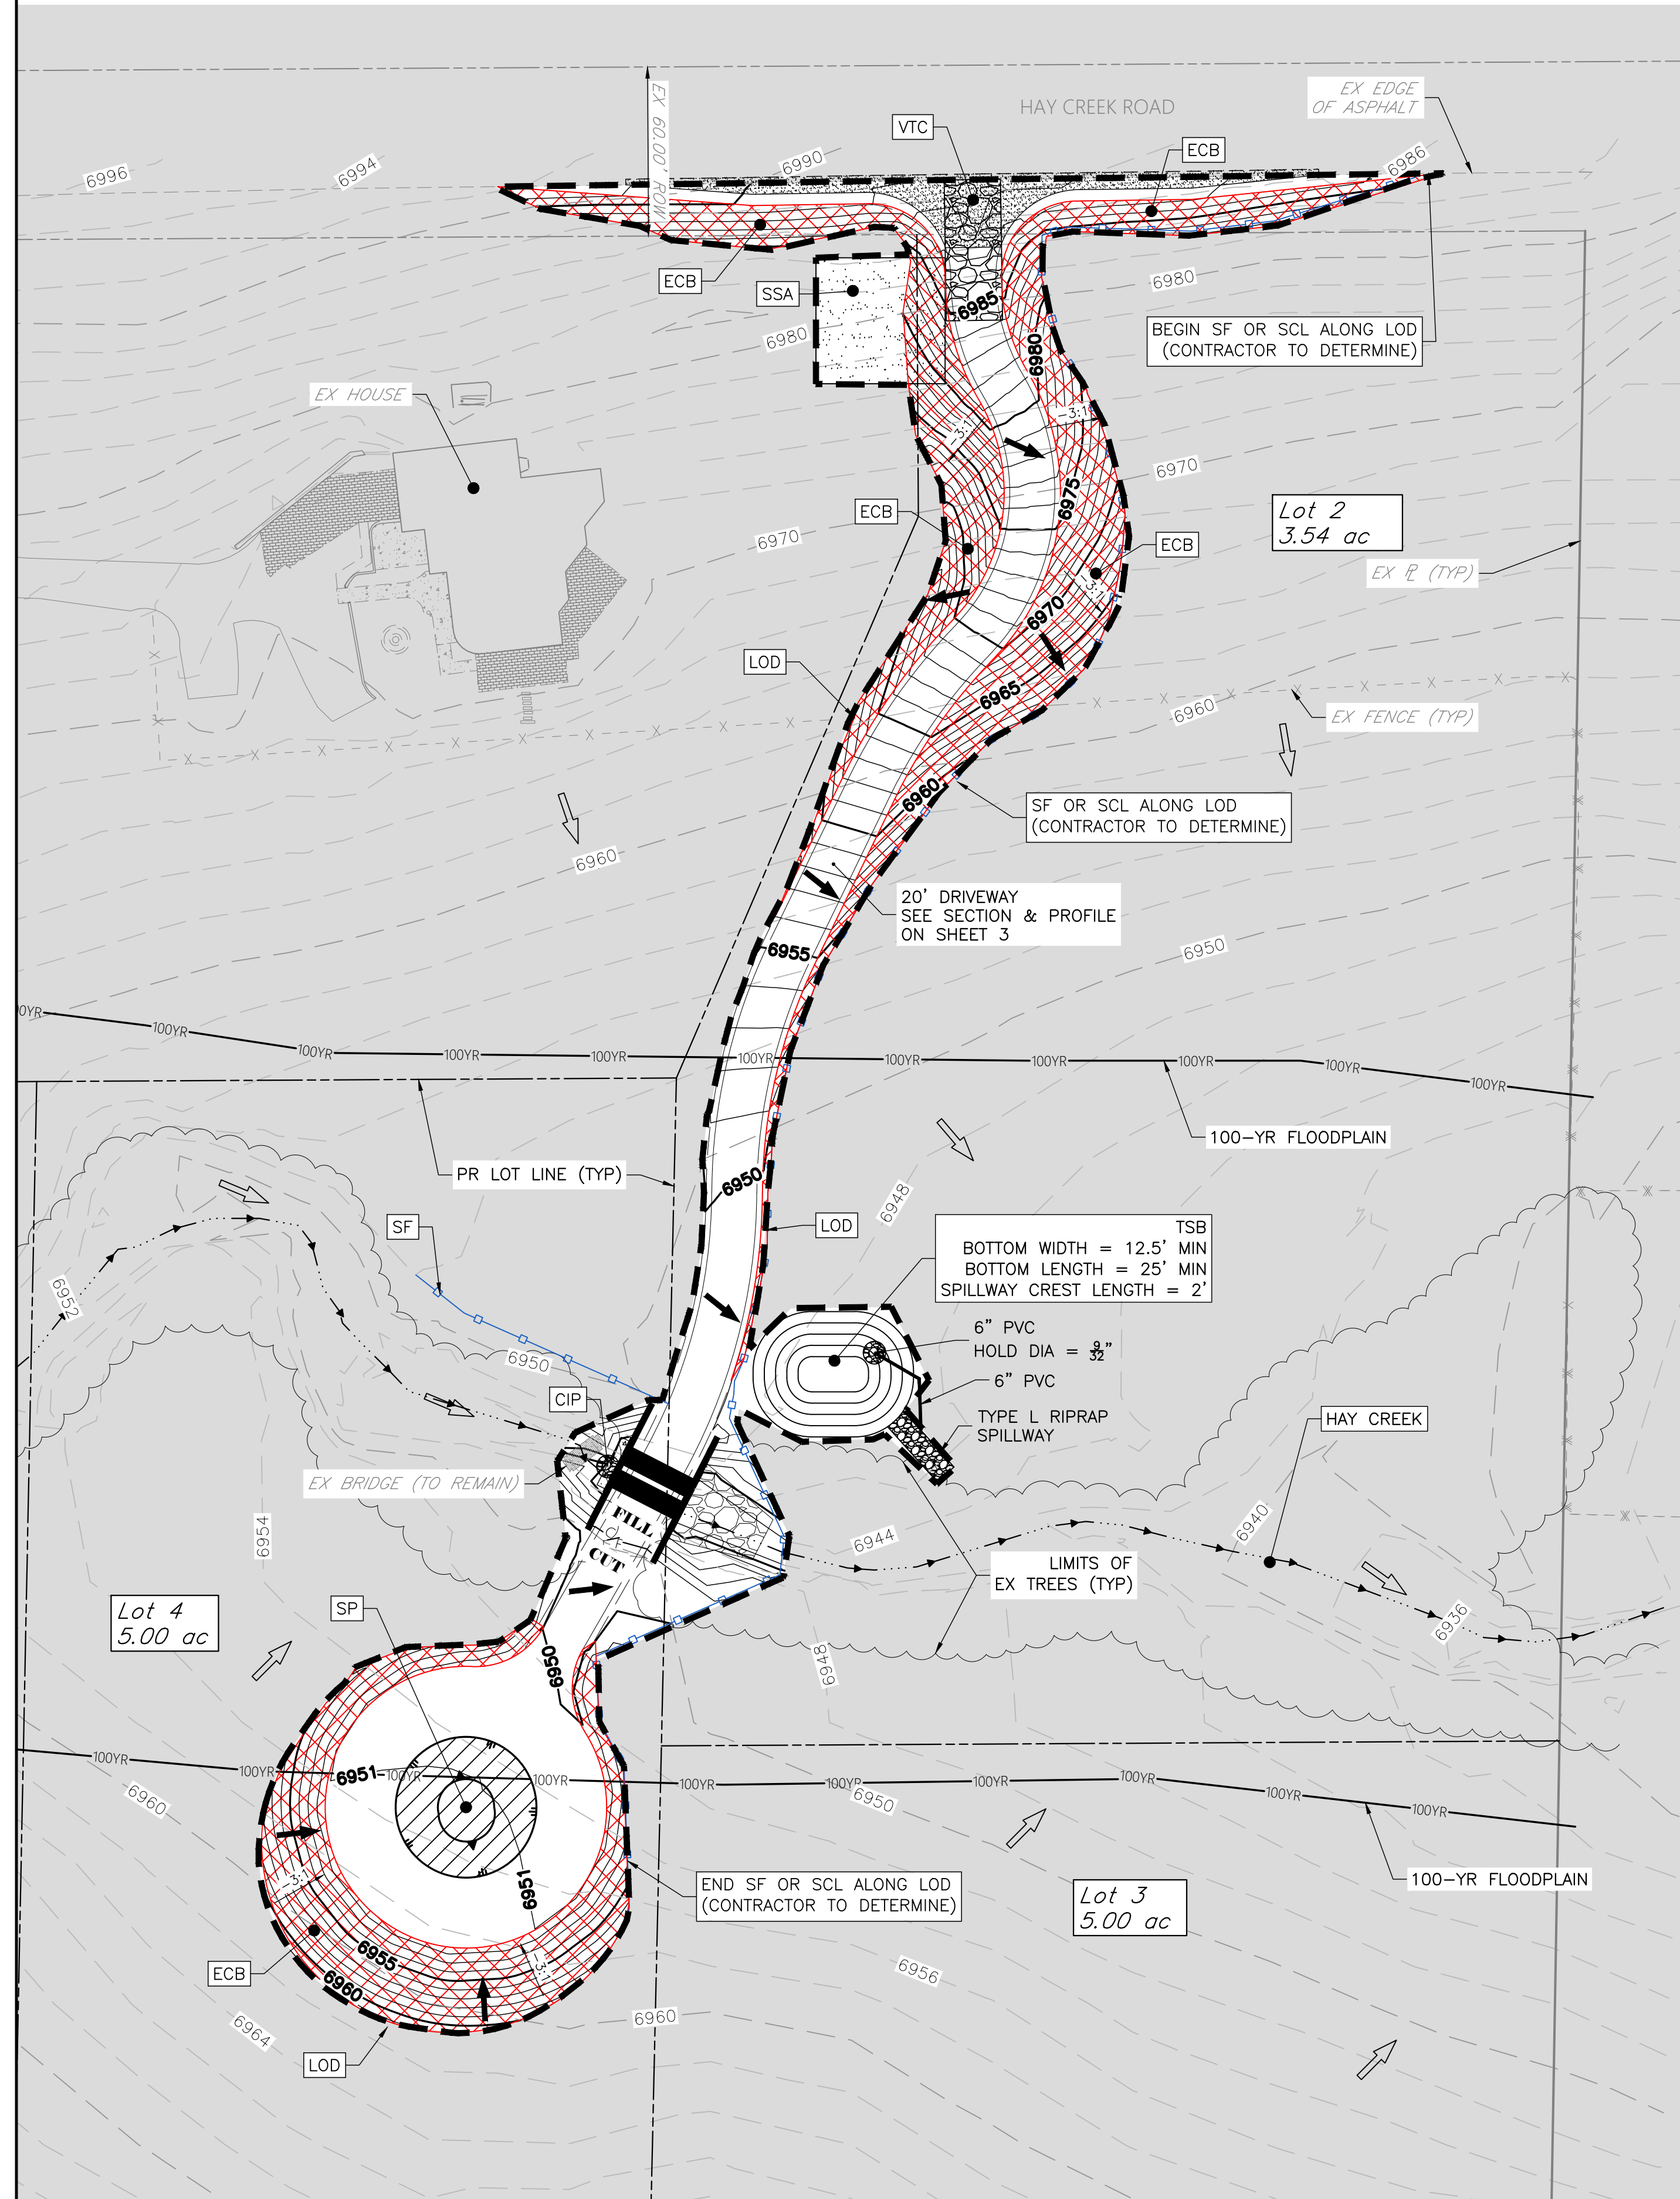 HAY CREEK ROAD
EX EDGE
OF ASPHALT
EX 60.00' ROW
VTC
ECB
6996
6994
6990
6986
ECB
SSA
6980
6980
6985
6980
BEGIN SF OR SCL ALONG LOD
(CONTRACTOR TO DETERMINE)
EX HOUSE
-3:1
-3:1
6970
6975
Lot 2
3.54 ac
ECB
6970
ECB
EX PL (TYP)
-3:1
6970
LOD
6965
6960
EX FENCE (TYP)
6960
SF OR SCL ALONG LOD
(CONTRACTOR TO DETERMINE)
6960
20' DRIVEWAY
SEE SECTION & PROFILE
ON SHEET 3
6955
6950
00YR
100YR
100YR
100YR
100YR
100YR
100YR
100YR
100YR
100YR
100YR
100-YR FLOODPLAIN
PR LOT LINE (TYP)
6950
6948
SF
LOD
TSB
BOTTOM WIDTH = 12.5' MIN
BOTTOM LENGTH = 25' MIN
SPILLWAY CREST LENGTH = 2'
6952
6950
6" PVC
HOLD DIA = 9/32"
6" PVC
CIP
TYPE L RIPRAP
SPILLWAY
HAY CREEK
EX BRIDGE (TO REMAIN)
FILL
CUT
6954
6944
6940
LIMITS OF
EX TREES (TYP)
Lot 4
5.00 ac
SP
6936
6950
6948
100YR
100YR
6951
100YR
100YR
100YR
100YR
100YR
100YR
100YR
100YR
6960
6950
-3:1
6951
END SF OR SCL ALONG LOD
(CONTRACTOR TO DETERMINE)
100-YR FLOODPLAIN
Lot 3
5.00 ac
ECB
6955
-3:1
6960
6956
6964
6960
LOD